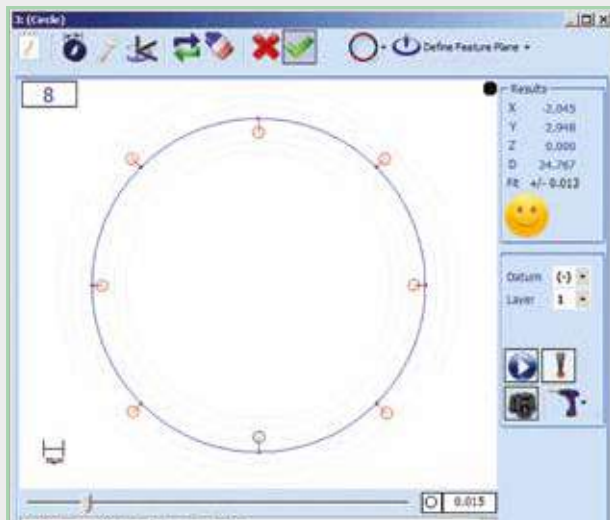 3: (Circle)
Define Feature Plane
8
Results
X -2.045
Y 2.948
Z 0.000
D 24.767
Fit +/- 0.013
Datum (-)
Layer 1
0.015